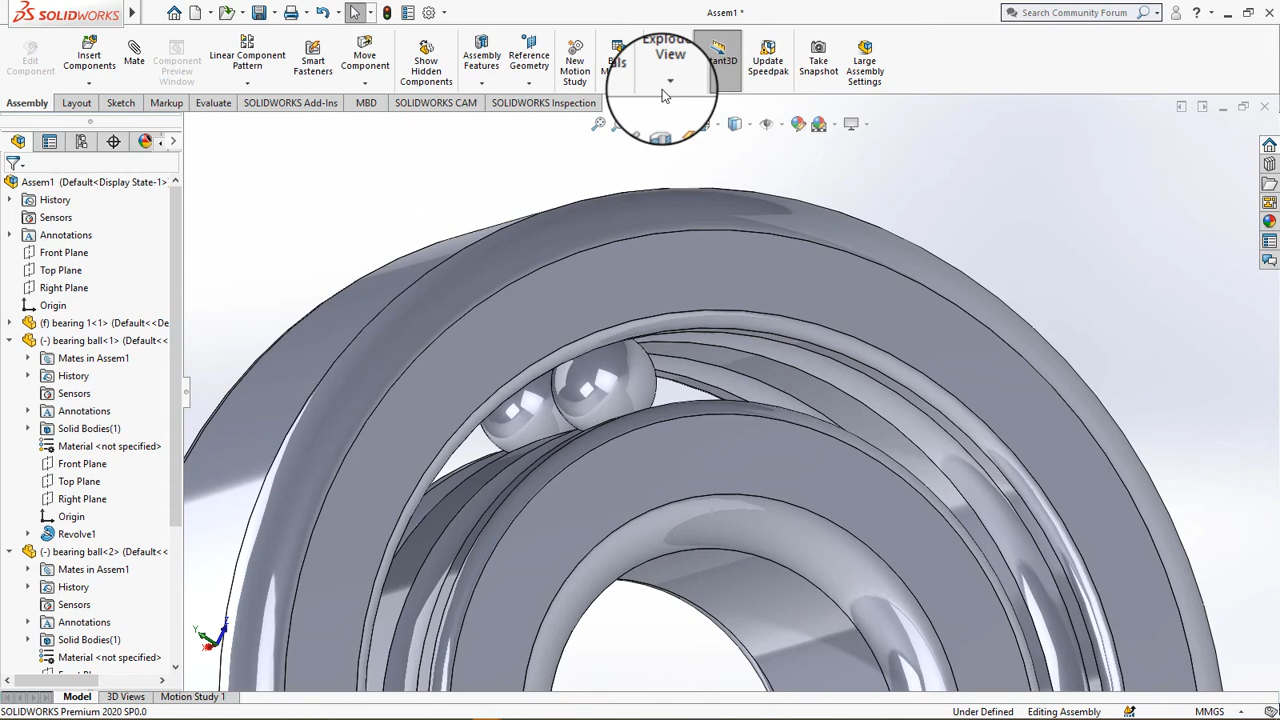 SOLIDWORKS
Assem1 *
Search Community Forum
Edit Component
Insert Components
Mate
Component Preview Window
Linear Component Pattern
Smart Fasteners
Move Component
Show Hidden Components
Assembly Features
Reference Geometry
New Motion Study
View
Update Speedpak
Take Snapshot
Large Assembly Settings
Assembly
Layout
Sketch
Markup
Evaluate
SOLIDWORKS Add-Ins
MBD
SOLIDWORKS CAM
SOLIDWORKS Inspection
Assem1 (Default<Display State-1>
History
Sensors
Annotations
Front Plane
Top Plane
Right Plane
Origin
(f) bearing 1<1> (Default<<De
(-) bearing ball<1> (Default<<
Mates in Assem1
History
Sensors
Annotations
Solid Bodies(1)
Material <not specified>
Front Plane
Top Plane
Right Plane
Origin
Revolve1
(-) bearing ball<2> (Default<<
Mates in Assem1
History
Sensors
Annotations
Solid Bodies(1)
Material <not specified>
Y
Z
X
Model
3D Views
Motion Study 1
SOLIDWORKS Premium 2020 SP0.0
Under Defined
Editing Assembly
MMGS